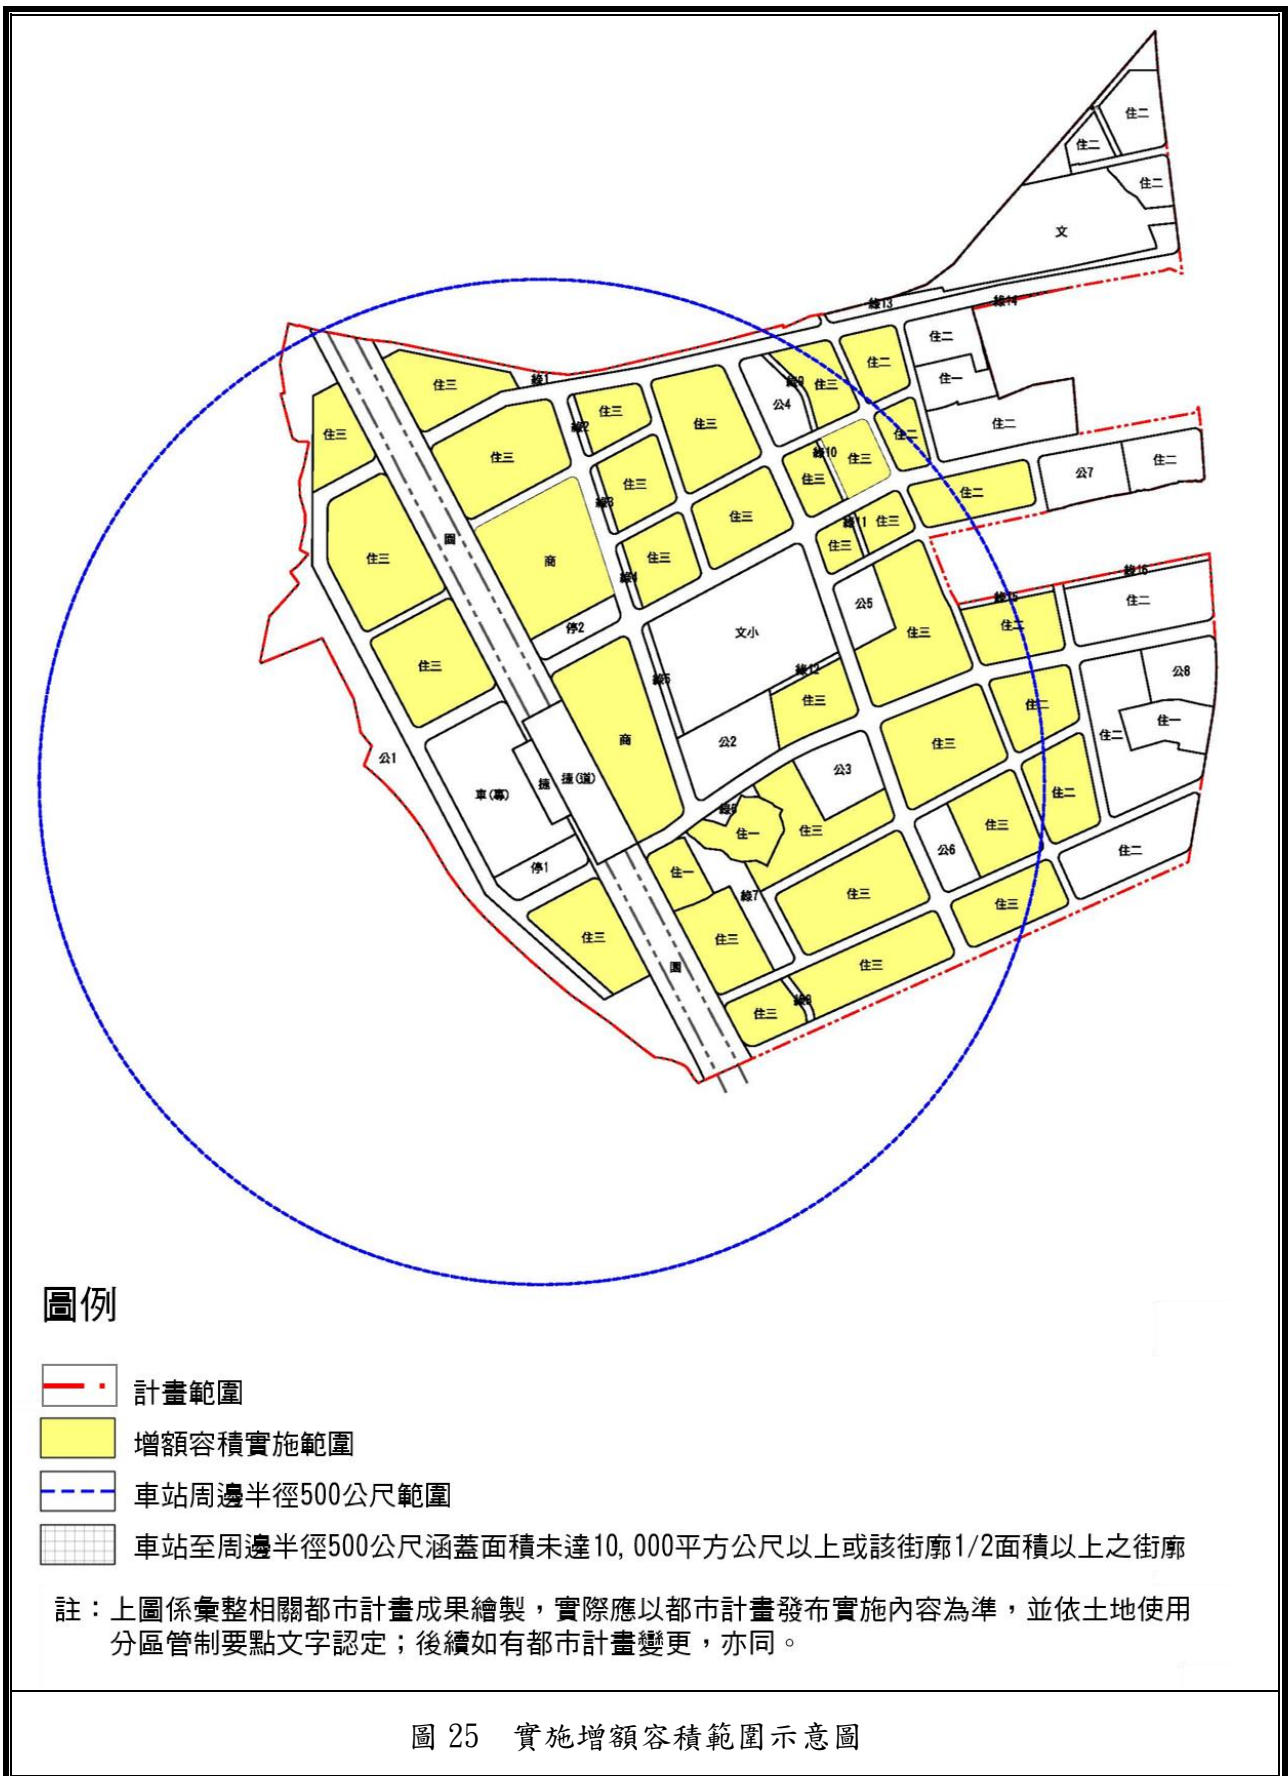 住二
住二
住二
文
綠13
綠14
住二
住一
住二
住二
住二
公7
住二
住二
綠1
住三
住三
住三
綠2
住三
住三
公4
綠9
住三
住三
綠3
住三
綠10
住三
住三
住三
綠11
住三
住三
園
商
住三
綠4
住三
停2
文小
公5
住三
綠15
綠16
住二
住二
住三
綠5
綠12
住三
公2
商
住二
公8
住一
住二
住三
公1
車(專)
捷
捷(道)
公3
綠6
住一
住三
住二
住三
公6
住二
停1
住一
綠7
住三
住三
住三
住三
園
住三
住三
綠8
圖例
計畫範圍
增額容積實施範圍
車站周邊半徑500公尺範圍
車站至周邊半徑500公尺涵蓋面積未達10,000平方公尺以上或該街廓1/2面積以上之街廓
註：上圖係彙整相關都市計畫成果繪製，實際應以都市計畫發布實施內容為準，並依土地使用
分區管制要點文字認定；後續如有都市計畫變更，亦同。
圖 25　實施增額容積範圍示意圖